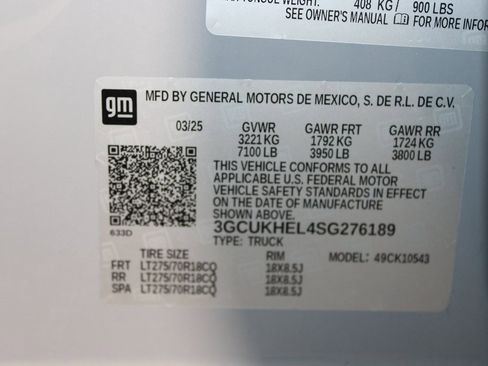 TONGUE WEIGHT: 408 KG/ 900 LBS
SEE OWNER'S MANUAL FOR MORE INFOR
gm
MFD BY GENERAL MOTORS DE MEXICO, S. DE R.L. DE C.V.
03/25 GVWR GAWR FRT GAWR RR
3221 KG 1792 KG 1724 KG
7100 LB 3950 LB 3800 LB
THIS VEHICLE CONFORMS TO ALL
APPLICABLE U.S. FEDERAL MOTOR
VEHICLE SAFETY STANDARDS IN EFFECT
ON THE DATE OF MANUFACTURE
SHOWN ABOVE.
3GCUKHEL4SG276189
633D
TYPE: TRUCK
TIRE SIZE RIM MODEL: 49CK10543
FRT LT275/70R18CQ 18X8.5J
RR LT275/70R18CQ 18X8.5J
SPA LT275/70R18CQ 18X8.5J